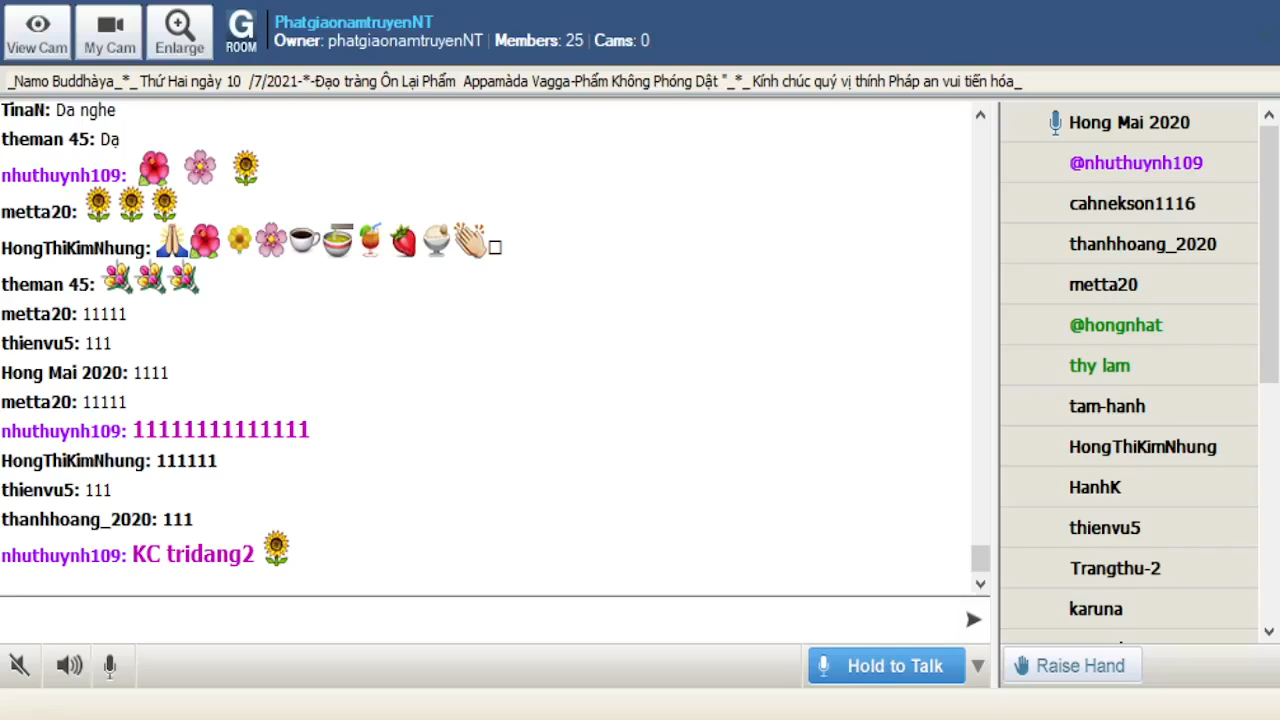 View Cam
My Cam
Enlarge
G
ROOM
PhatgiaonamtruyenNT
Owner: phatgiaonamtruyenNT | Members: 25 | Cams: 0
_Namo Buddhàya_*_ Thứ Hai ngày 10 /7/2021-*-Đạo tràng Ôn Lại Phẩm Appamàda Vagga-Phẩm Không Phóng Dật "_*_ Kính chúc quý vị thính Pháp an vui tiến hóa_
TinaN: Da nghe
theman 45: Dạ
nhuthuynh109:
metta20:
HongThiKimNhung:
theman 45:
metta20: 11111
thienvu5: 111
Hong Mai 2020: 1111
metta20: 11111
nhuthuynh109: 11111111111111
HongThiKimNhung: 111111
thienvu5: 111
thanhhoang_2020: 111
nhuthuynh109: KC tridang2
Hold to Talk
Hong Mai 2020
@nhuthuynh109
cahnekson1116
thanhhoang_2020
metta20
@hongnhat
thy lam
tam-hanh
HongThiKimNhung
HanhK
thienvu5
Trangthu-2
karuna
Raise Hand